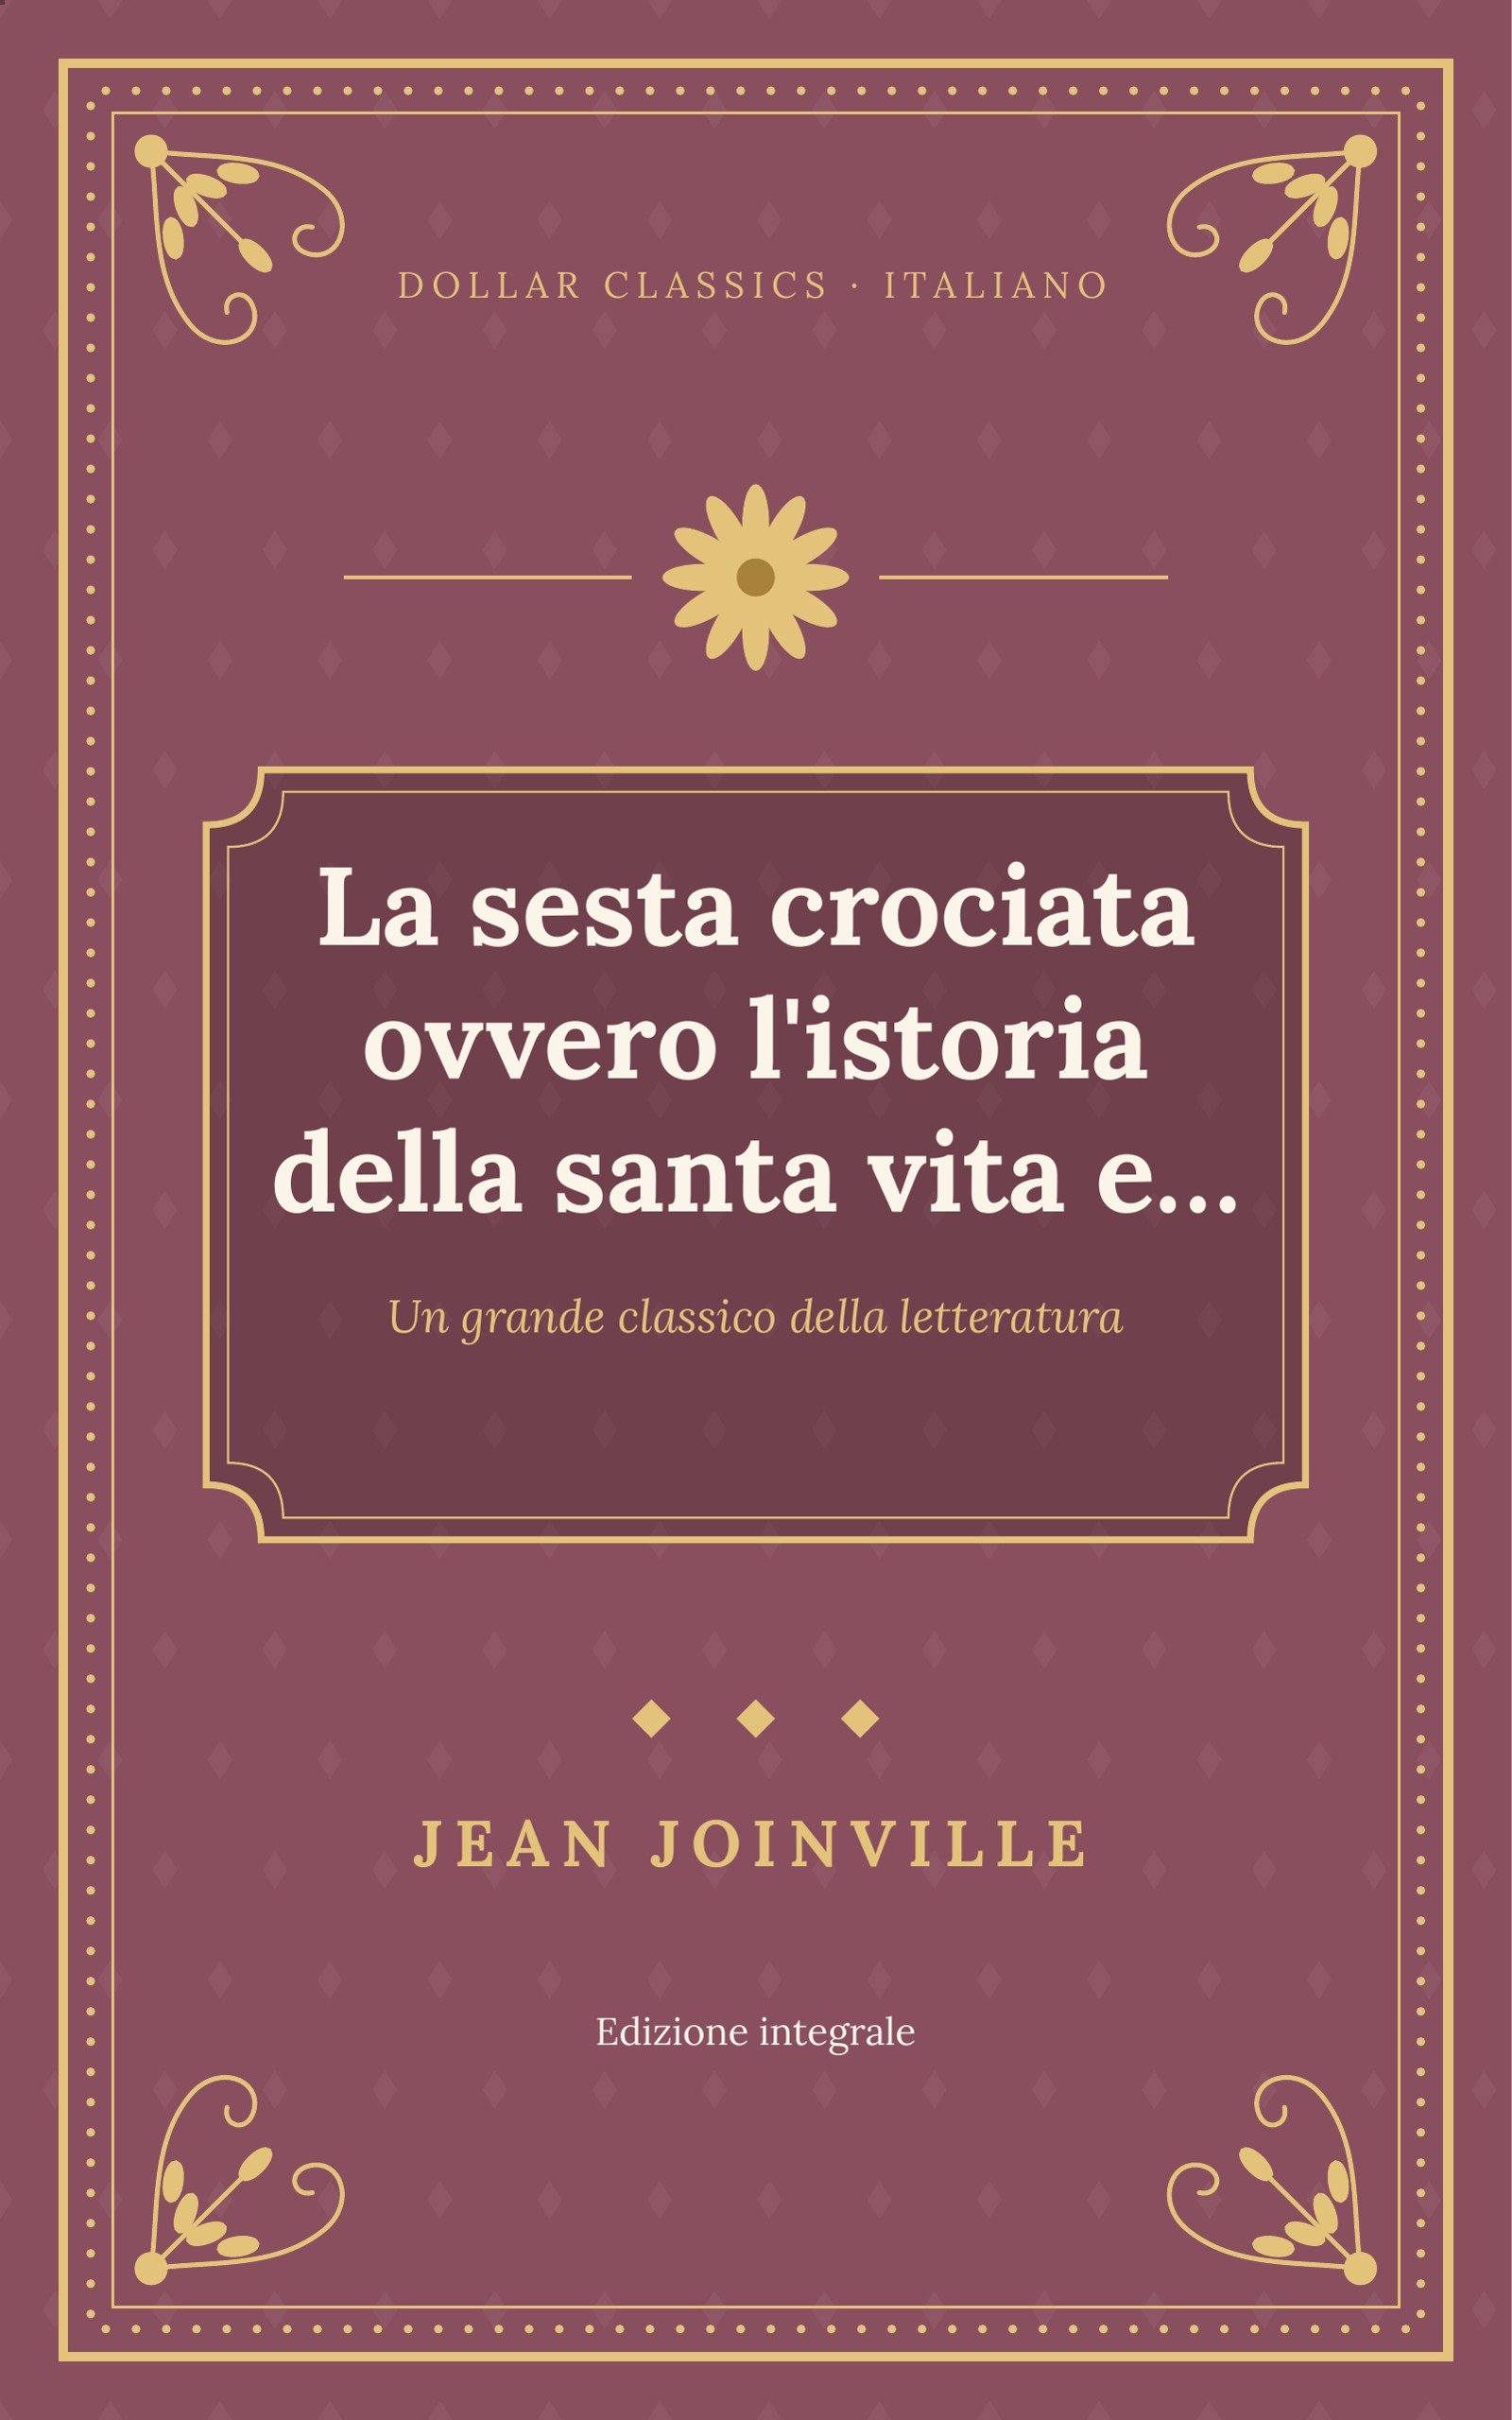 DOLLAR CLASSICS · ITALIANO
La sesta crociata
ovvero l'istoria
della santa vita e...
Un grande classico della letteratura
JEAN JOINVILLE
Edizione integrale